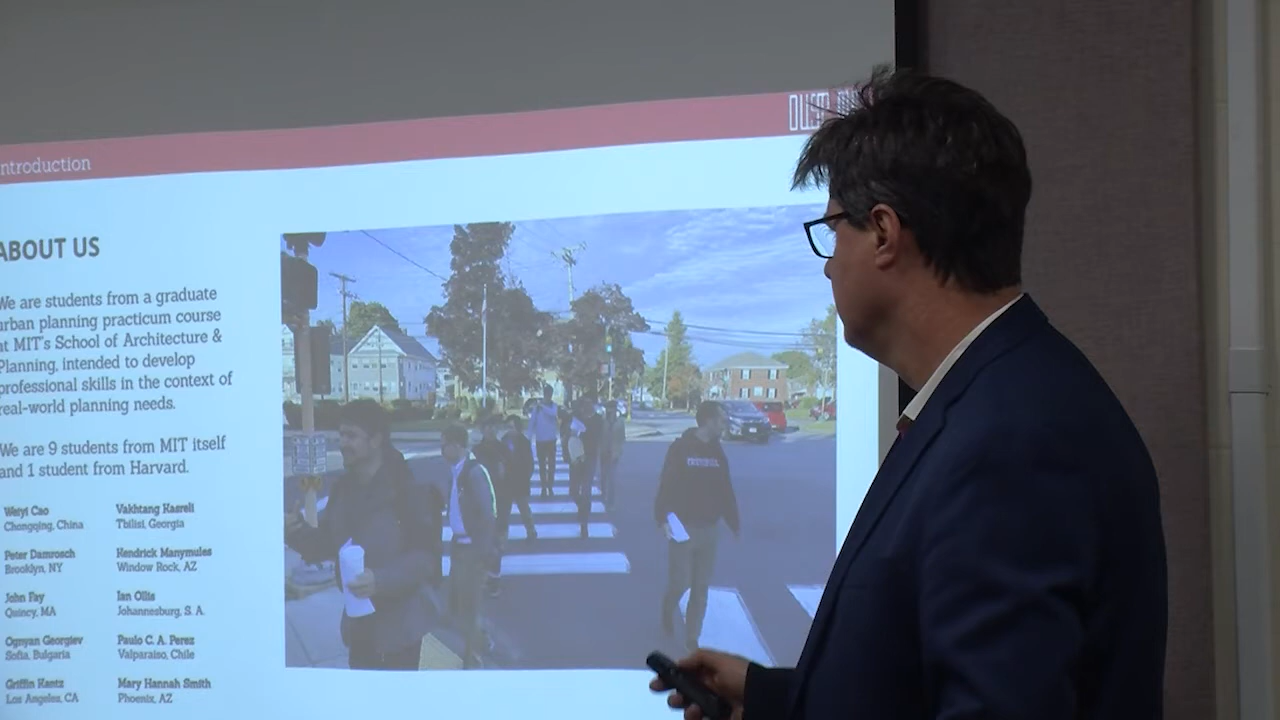 ntroduction
ABOUT US
We are students from a graduate
urban planning practicum course
at MIT's School of Architecture &
Planning, intended to develop
professional skills in the context of
real-world planning needs.
We are 9 students from MIT itself
and 1 student from Harvard.
Weiyi Cao
Chongqing, China
Peter Damrosch
Brooklyn, NY
John Fay
Quincy, MA
Ognyan Georgiev
Sofia, Bulgaria
Griffin Kantz
Los Angeles, CA
Vakhtang Kasreli
Tbilisi, Georgia
Kendrick Manymules
Window Rock, AZ
Ian Ollis
Johannesburg, S. A.
Paulo C. A. Perez
Valparaiso, Chile
Mary Hannah Smith
Phoenix, AZ